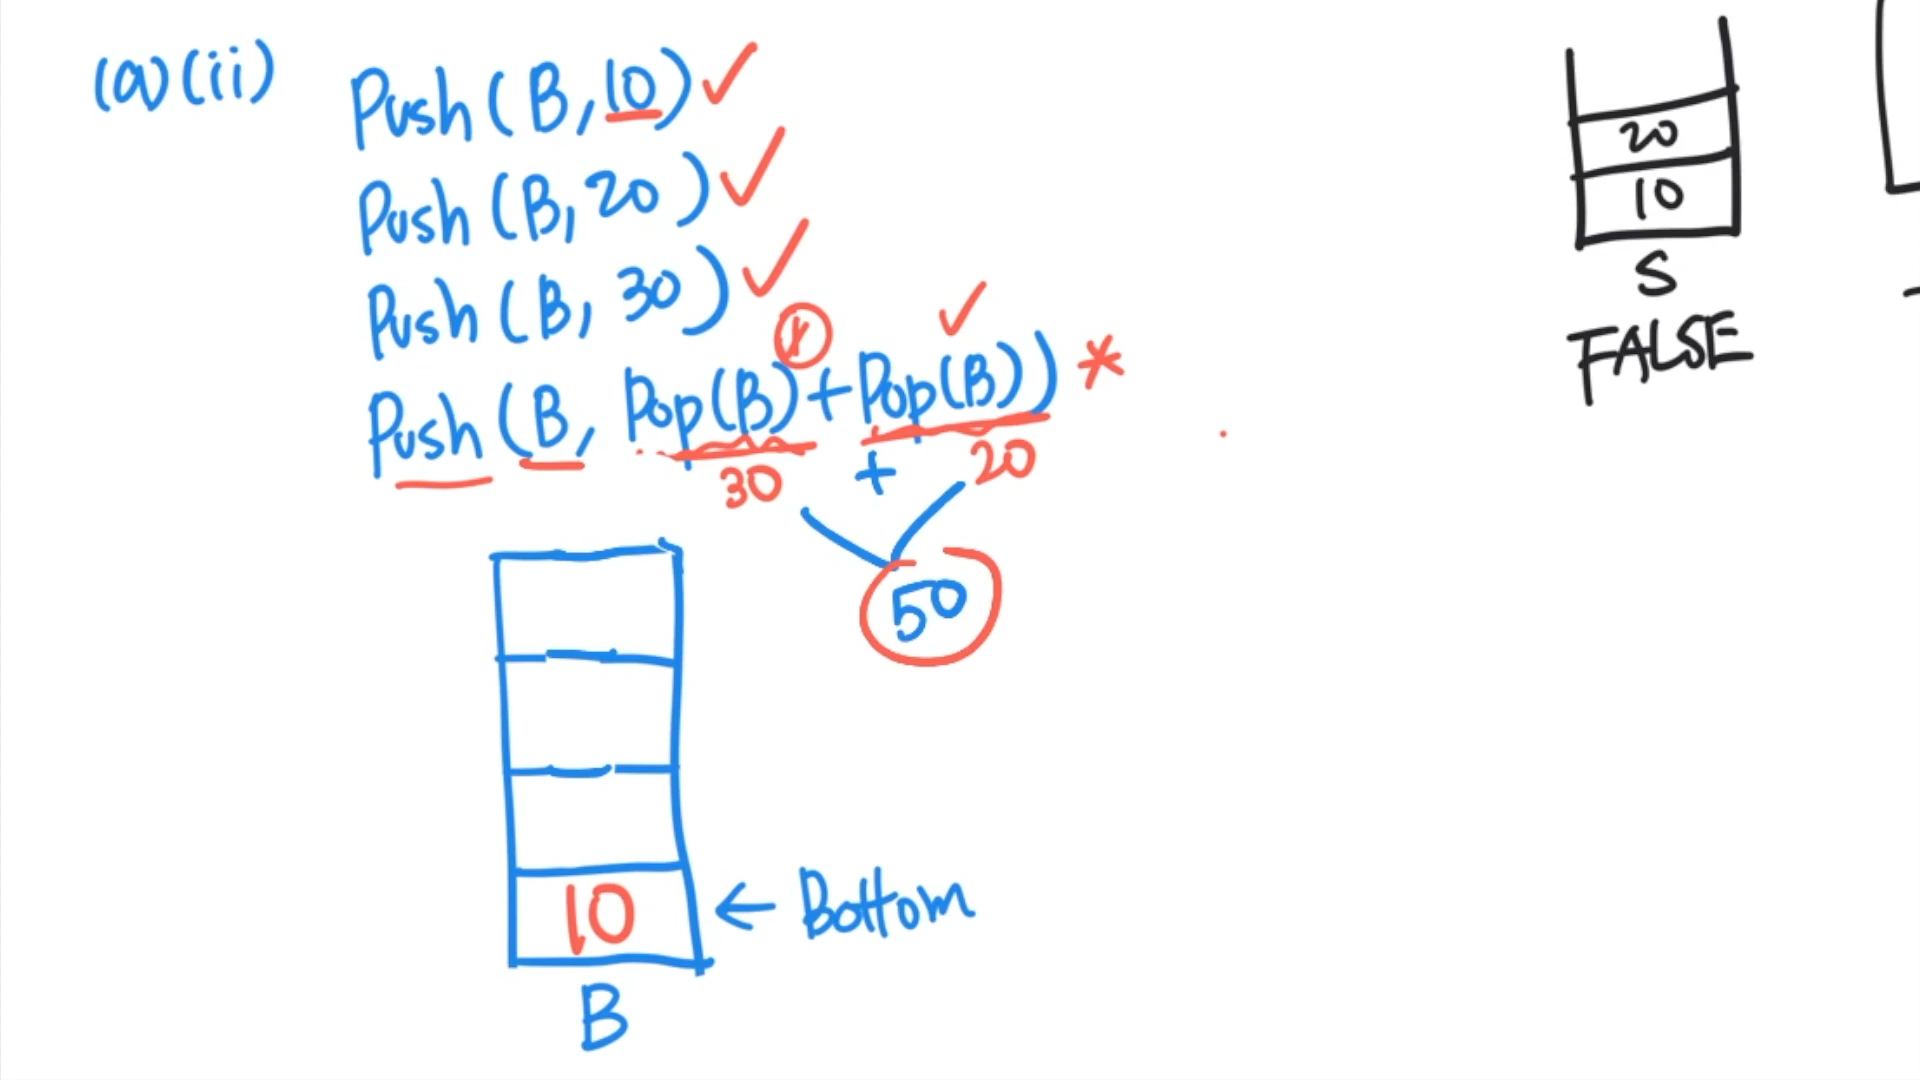 (a)(ii)
Push(B, 10) ✓
Push(B, 20) ✓
Push(B, 30) ✓
✓ ✓
Push(B, Pop(B)+Pop(B)) *
30 + 20
50
10 ← Bottom
B
20
10
S
FALSE